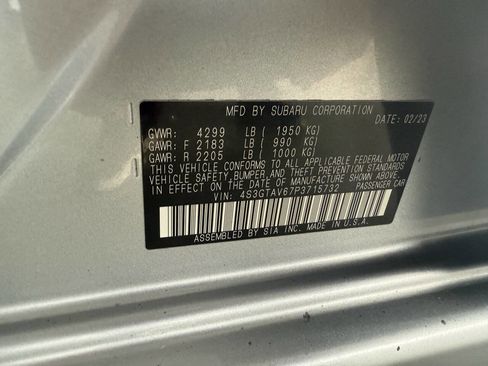 MFD BY SUBARU CORPORATION
DATE: 02/23
GVWR: 4299 LB ( 1950 KG)
GAWR: F 2183 LB ( 990 KG)
GAWR: R 2205 LB ( 1000 KG)
THIS VEHICLE CONFORMS TO ALL APPLICABLE FEDERAL MOTOR
VEHICLE SAFETY, BUMPER, AND THEFT PREVENTION STANDARDS
IN EFFECT ON THE DATE OF MANUFACTURE SHOWN ABOVE.
VIN: 4S3GTAV67P3715732 PASSENGER CAR
ASSEMBLED BY SIA INC. MADE IN U.S.A.